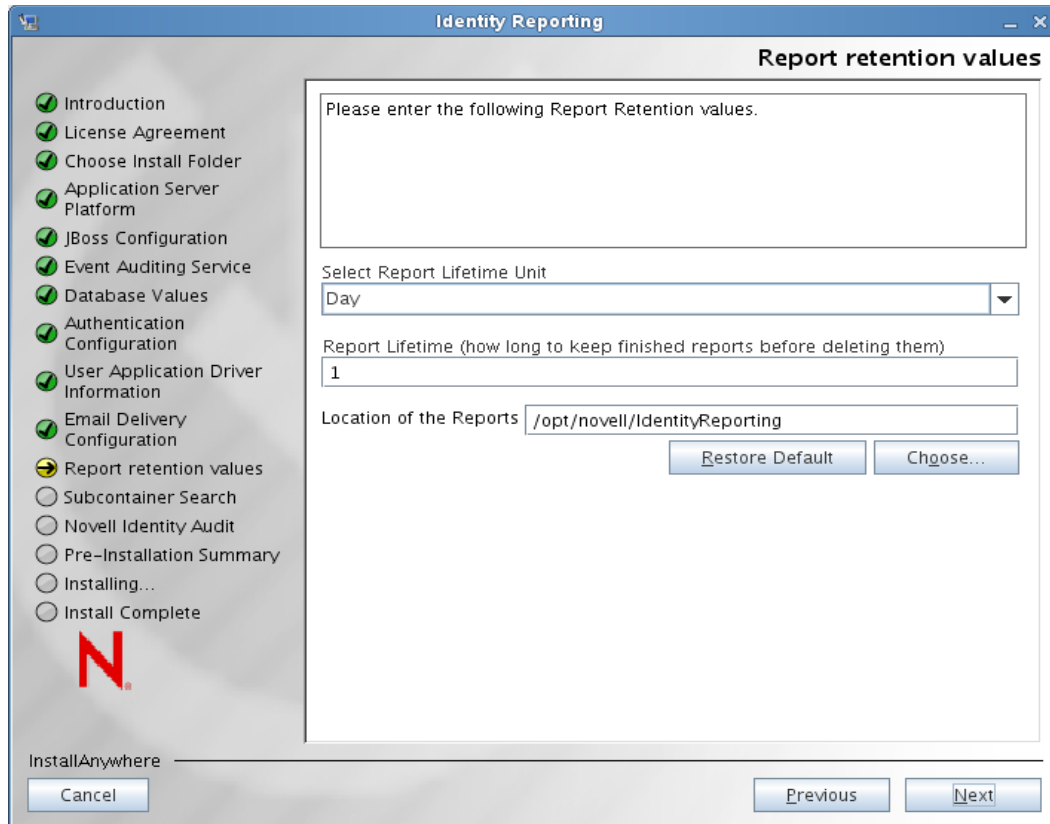 Identity Reporting
Report retention values
Introduction
License Agreement
Choose Install Folder
Application Server
Platform
JBoss Configuration
Event Auditing Service
Database Values
Authentication
Configuration
User Application Driver
Information
Email Delivery
Configuration
Report retention values
Subcontainer Search
Novell Identity Audit
Pre-Installation Summary
Installing...
Install Complete
N®
Please enter the following Report Retention values.
Select Report Lifetime Unit
Day
Report Lifetime (how long to keep finished reports before deleting them)
1
Location of the Reports /opt/novell/IdentityReporting
Restore Default Choose...
InstallAnywhere
Cancel Previous Next